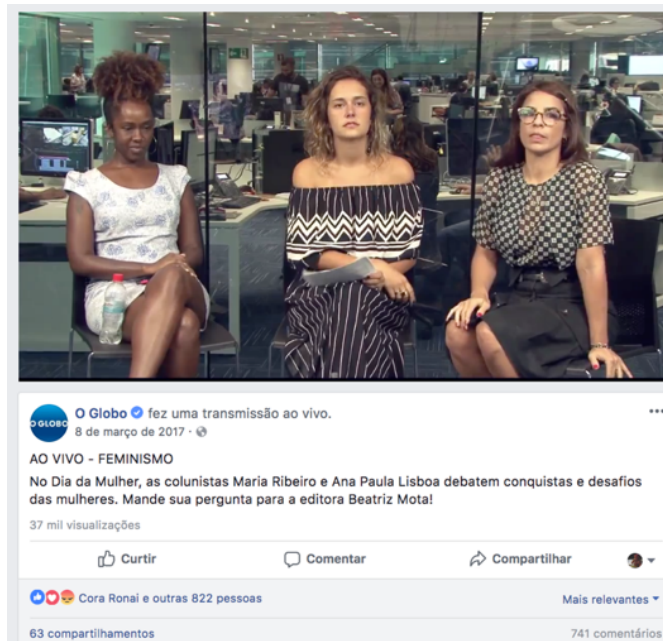 O GLOBO
O Globo fez uma transmissão ao vivo.
8 de março de 2017 ·
AO VIVO - FEMINISMO
No Dia da Mulher, as colunistas Maria Ribeiro e Ana Paula Lisboa debatem conquistas e desafios
das mulheres. Mande sua pergunta para a editora Beatriz Mota!
37 mil visualizações
Curtir Comentar Compartilhar
Cora Ronai e outras 822 pessoas Mais relevantes
63 compartilhamentos 741 comentários